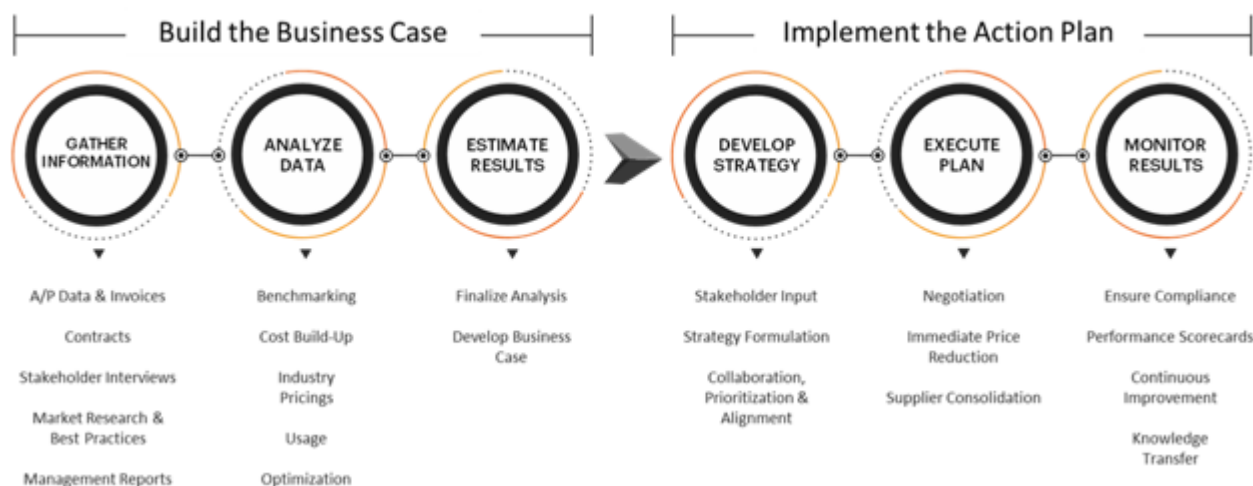 Build the Business Case
Implement the Action Plan
GATHER
INFORMATION
ANALYZE
DATA
ESTIMATE
RESULTS
DEVELOP
STRATEGY
EXECUTE
PLAN
MONITOR
RESULTS
A/P Data & Invoices
Contracts
Stakeholder Interviews
Market Research &
Best Practices
Management Reports
Benchmarking
Cost Build-Up
Industry
Pricings
Usage
Optimization
Finalize Analysis
Develop Business
Case
Stakeholder Input
Strategy Formulation
Collaboration,
Prioritization &
Alignment
Negotiation
Immediate Price
Reduction
Supplier Consolidation
Ensure Compliance
Performance Scorecards
Continuous
Improvement
Knowledge
Transfer